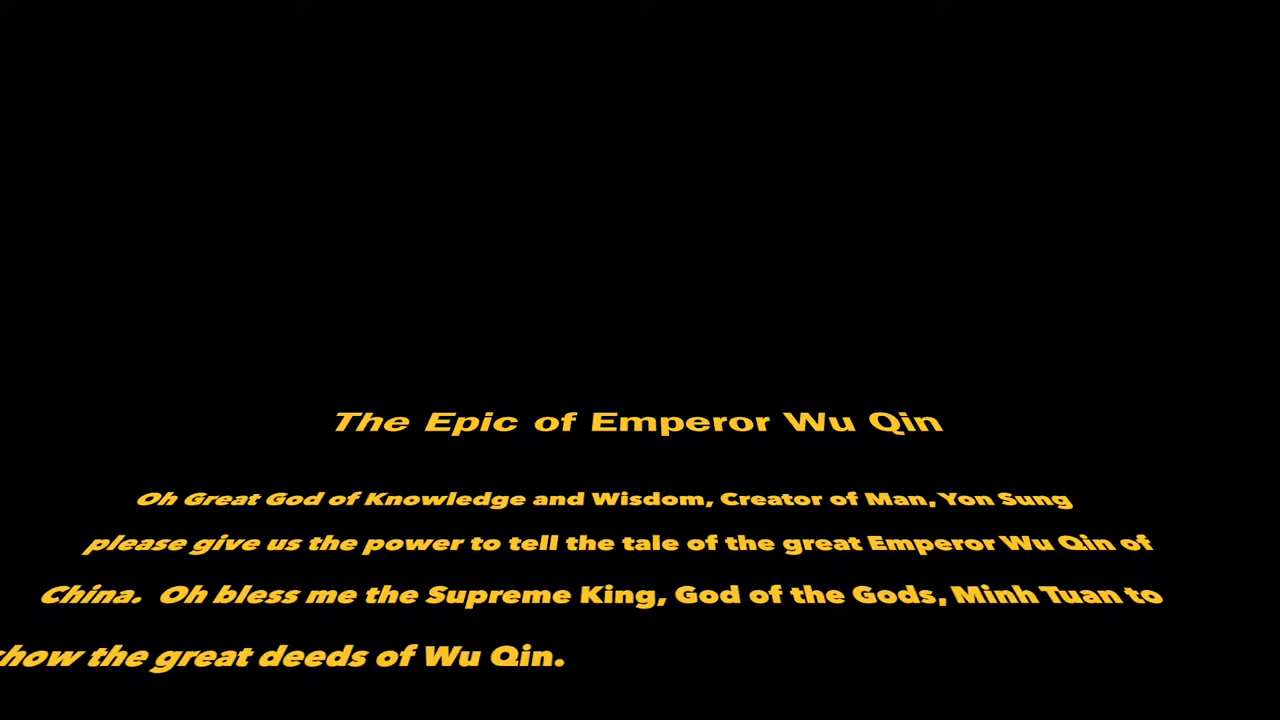 The Epic of Emperor Wu Qin
Oh Great God of Knowledge and Wisdom, Creator of Man, Yon Sung
please give us the power to tell the tale of the great Emperor Wu Qin of
China. Oh bless me the Supreme King, God of the Gods, Minh Tuan to
show the great deeds of Wu Qin.